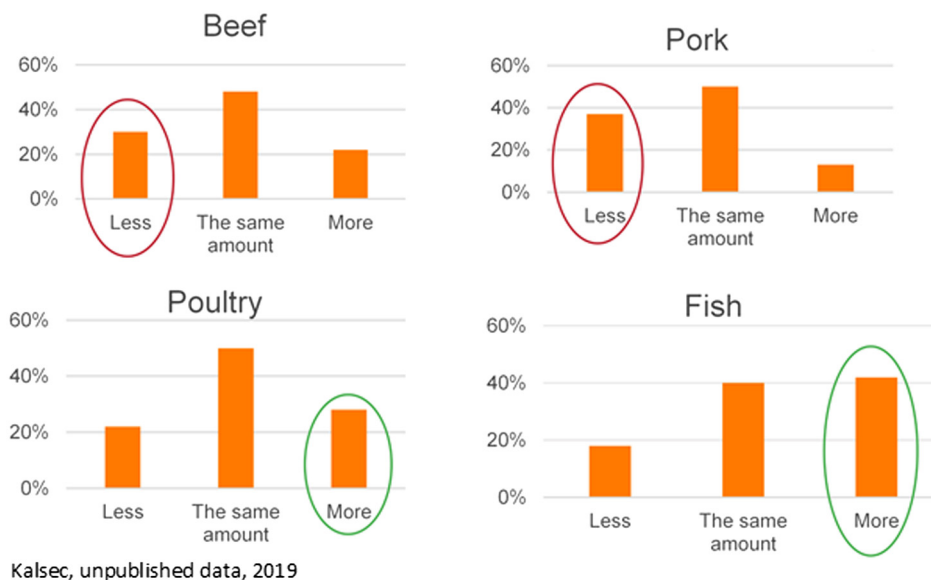 Beef
60%
40%
20%
0%
Less
The same
amount
More
Pork
60%
40%
20%
0%
Less
The same
amount
More
Poultry
60%
40%
20%
0%
Less
The same
amount
More
Fish
60%
40%
20%
0%
Less
The same
amount
More
Kalsec, unpublished data, 2019